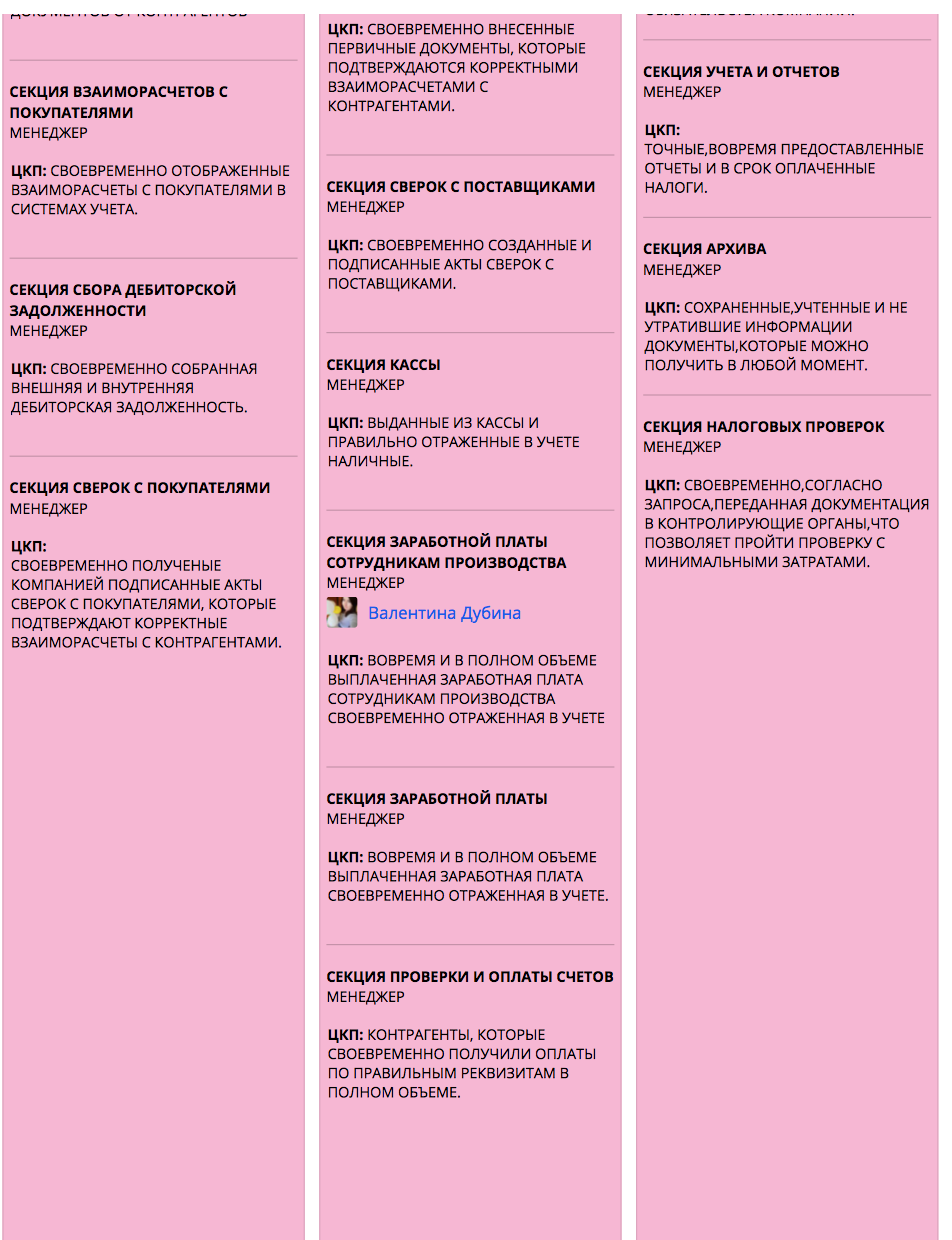 СЕКЦИЯ ВЗАИМОРАСЧЕТОВ С
ПОКУПАТЕЛЯМИ
МЕНЕДЖЕР
ЦКП: СВОЕВРЕМЕННО ОТОБРАЖЕННЫЕ
ВЗАИМОРАСЧЕТЫ С ПОКУПАТЕЛЯМИ В
СИСТЕМАХ УЧЕТА.
СЕКЦИЯ СБОРА ДЕБИТОРСКОЙ
ЗАДОЛЖЕННОСТИ
МЕНЕДЖЕР
ЦКП: СВОЕВРЕМЕННО СОБРАННАЯ
ВНЕШНЯЯ И ВНУТРЕННЯЯ
ДЕБИТОРСКАЯ ЗАДОЛЖЕННОСТЬ.
СЕКЦИЯ СВЕРОК С ПОКУПАТЕЛЯМИ
МЕНЕДЖЕР
ЦКП:
СВОЕВРЕМЕННО ПОЛУЧЕНЫЕ
КОМПАНИЕЙ ПОДПИСАННЫЕ АКТЫ
СВЕРОК С ПОКУПАТЕЛЯМИ, КОТОРЫЕ
ПОДТВЕРЖДАЮТ КОРРЕКТНЫЕ
ВЗАИМОРАСЧЕТЫ С КОНТРАГЕНТАМИ.
ЦКП: СВОЕВРЕМЕННО ВНЕСЕННЫЕ
ПЕРВИЧНЫЕ ДОКУМЕНТЫ, КОТОРЫЕ
ПОДТВЕРЖДАЮТСЯ КОРРЕКТНЫМИ
ВЗАИМОРАСЧЕТАМИ С
КОНТРАГЕНТАМИ.
СЕКЦИЯ СВЕРОК С ПОСТАВЩИКАМИ
МЕНЕДЖЕР
ЦКП: СВОЕВРЕМЕННО СОЗДАННЫЕ И
ПОДПИСАННЫЕ АКТЫ СВЕРОК С
ПОСТАВЩИКАМИ.
СЕКЦИЯ КАССЫ
МЕНЕДЖЕР
ЦКП: ВЫДАННЫЕ ИЗ КАССЫ И
ПРАВИЛЬНО ОТРАЖЕННЫЕ В УЧЕТЕ
НАЛИЧНЫЕ.
СЕКЦИЯ ЗАРАБОТНОЙ ПЛАТЫ
СОТРУДНИКАМ ПРОИЗВОДСТВА
МЕНЕДЖЕР
Валентина Дубина
ЦКП: ВОВРЕМЯ И В ПОЛНОМ ОБЪЕМЕ
ВЫПЛАЧЕННАЯ ЗАРАБОТНАЯ ПЛАТА
СОТРУДНИКАМ ПРОИЗВОДСТВА
СВОЕВРЕМЕННО ОТРАЖЕННАЯ В УЧЕТЕ
СЕКЦИЯ ЗАРАБОТНОЙ ПЛАТЫ
МЕНЕДЖЕР
ЦКП: ВОВРЕМЯ И В ПОЛНОМ ОБЪЕМЕ
ВЫПЛАЧЕННАЯ ЗАРАБОТНАЯ ПЛАТА
СВОЕВРЕМЕННО ОТРАЖЕННАЯ В УЧЕТЕ.
СЕКЦИЯ ПРОВЕРКИ И ОПЛАТЫ СЧЕТОВ
МЕНЕДЖЕР
ЦКП: КОНТРАГЕНТЫ, КОТОРЫЕ
СВОЕВРЕМЕННО ПОЛУЧИЛИ ОПЛАТЫ
ПО ПРАВИЛЬНЫМ РЕКВИЗИТАМ В
ПОЛНОМ ОБЪЕМЕ.
СЕКЦИЯ УЧЕТА И ОТЧЕТОВ
МЕНЕДЖЕР
ЦКП:
ТОЧНЫЕ,ВОВРЕМЯ ПРЕДОСТАВЛЕННЫЕ
ОТЧЕТЫ И В СРОК ОПЛАЧЕННЫЕ
НАЛОГИ.
СЕКЦИЯ АРХИВА
МЕНЕДЖЕР
ЦКП: СОХРАНЕННЫЕ,УЧТЕННЫЕ И НЕ
УТРАТИВШИЕ ИНФОРМАЦИИ
ДОКУМЕНТЫ,КОТОРЫЕ МОЖНО
ПОЛУЧИТЬ В ЛЮБОЙ МОМЕНТ.
СЕКЦИЯ НАЛОГОВЫХ ПРОВЕРОК
МЕНЕДЖЕР
ЦКП: СВОЕВРЕМЕННО,СОГЛАСНО
ЗАПРОСА,ПЕРЕДАННАЯ ДОКУМЕНТАЦИЯ
В КОНТРОЛИРУЮЩИЕ ОРГАНЫ,ЧТО
ПОЗВОЛЯЕТ ПРОЙТИ ПРОВЕРКУ С
МИНИМАЛЬНЫМИ ЗАТРАТАМИ.